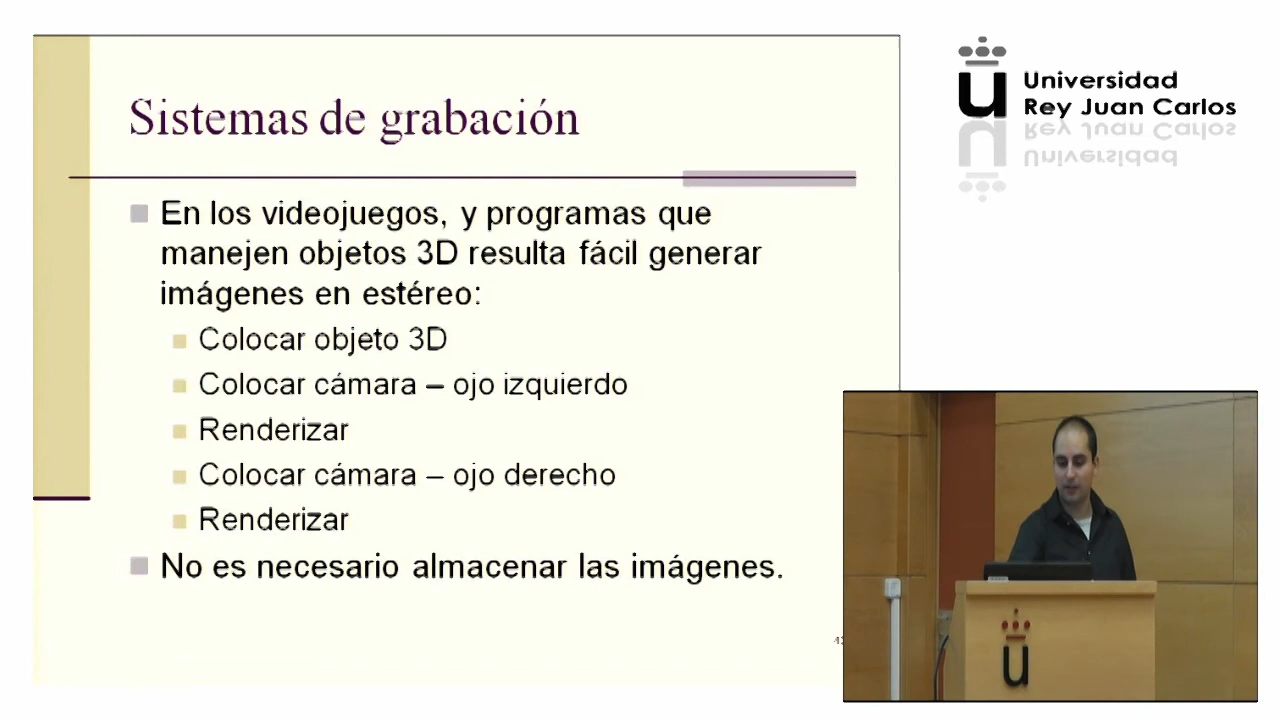 Sistemas de grabación
En los videojuegos, y programas que
manejen objetos 3D resulta fácil generar
imágenes en estéreo:
Colocar objeto 3D
Colocar cámara – ojo izquierdo
Renderizar
Colocar cámara – ojo derecho
Renderizar
No es necesario almacenar las imágenes.
u
Universidad
Rey Juan Carlos
u